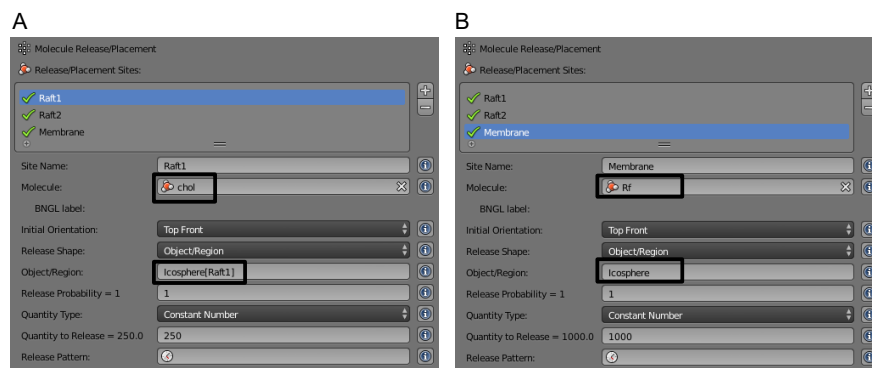 A
Molecule Release/Placement
Release/Placement Sites:
Raft1
Raft2
Membrane
Site Name: Raft1
Molecule: chol
BNGL label:
Initial Orientation: Top Front
Release Shape: Object/Region
Object/Region: Icosphere[Raft1]
Release Probability = 1 1
Quantity Type: Constant Number
Quantity to Release = 250.0 250
Release Pattern:
B
Molecule Release/Placement
Release/Placement Sites:
Raft1
Raft2
Membrane
Site Name: Membrane
Molecule: Rf
BNGL label:
Initial Orientation: Top Front
Release Shape: Object/Region
Object/Region: Icosphere
Release Probability = 1 1
Quantity Type: Constant Number
Quantity to Release = 1000.0 1000
Release Pattern: